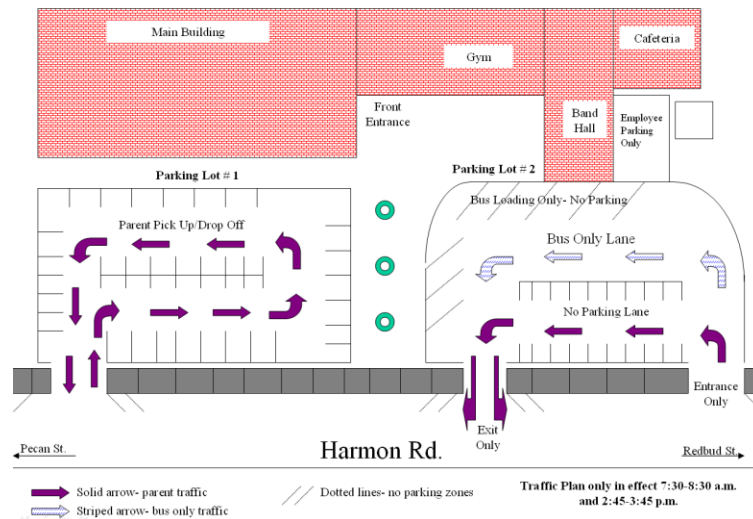 Main Building
Gym
Cafeteria
Front
Entrance
Band
Hall
Employee
Parking
Only
Parking Lot # 1
Parking Lot # 2
Bus Loading Only- No Parking
Parent Pick Up/Drop Off
Bus Only Lane
No Parking Lane
Entrance
Only
Exit
Only
Pecan St.
Harmon Rd.
Redbud St.
Solid arrow- parent traffic
Striped arrow- bus only traffic
Dotted lines- no parking zones
Traffic Plan only in effect 7:30-8:30 a.m.
and 2:45-3:45 p.m.